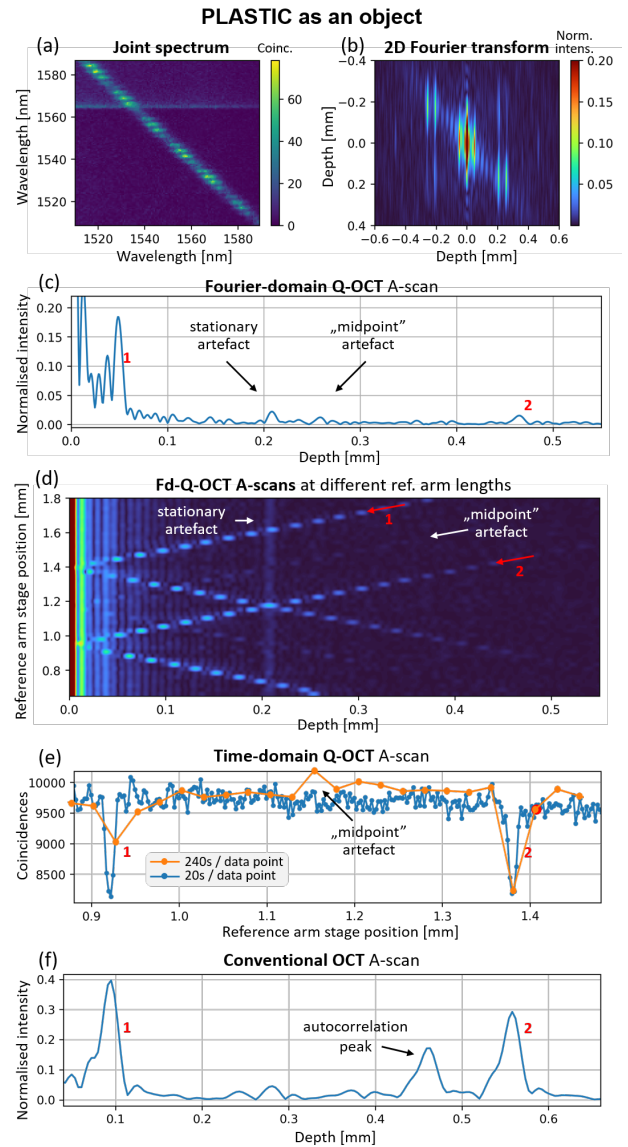 PLASTIC as an object
(a)
Joint spectrum
Coinc.
1580
1560
1540
1520
Wavelength [nm]
1520
1540
1560
1580
Wavelength [nm]
60
40
20
0
(b)
2D Fourier transform
Norm.
intens.
−0.4
−0.2
0.0
0.2
0.4
Depth [mm]
−0.6
−0.4
−0.2
0.0
0.2
0.4
0.6
Depth [mm]
0.20
0.15
0.10
0.05
(c)
Fourier-domain Q-OCT A-scan
Normalised intensity
0.20
0.15
0.10
0.05
0.00
1
stationary
artefact
„midpoint”
artefact
2
0.0
0.1
0.2
0.3
0.4
0.5
Depth [mm]
(d)
Fd-Q-OCT A-scans at different ref. arm lengths
Reference arm stage position [mm]
1.8
1.6
1.4
1.2
1.0
0.8
stationary
artefact
1
„midpoint”
artefact
2
0.0
0.1
0.2
0.3
0.4
0.5
Depth [mm]
(e)
Time-domain Q-OCT A-scan
Coincidences
10000
9500
9000
8500
1
„midpoint”
artefact
2
240s / data point
20s / data point
0.9
1.0
1.1
1.2
1.3
1.4
Reference arm stage position [mm]
(f)
Conventional OCT A-scan
Normalised intensity
0.4
0.3
0.2
0.1
0.0
1
autocorrelation
peak
2
0.1
0.2
0.3
0.4
0.5
0.6
Depth [mm]